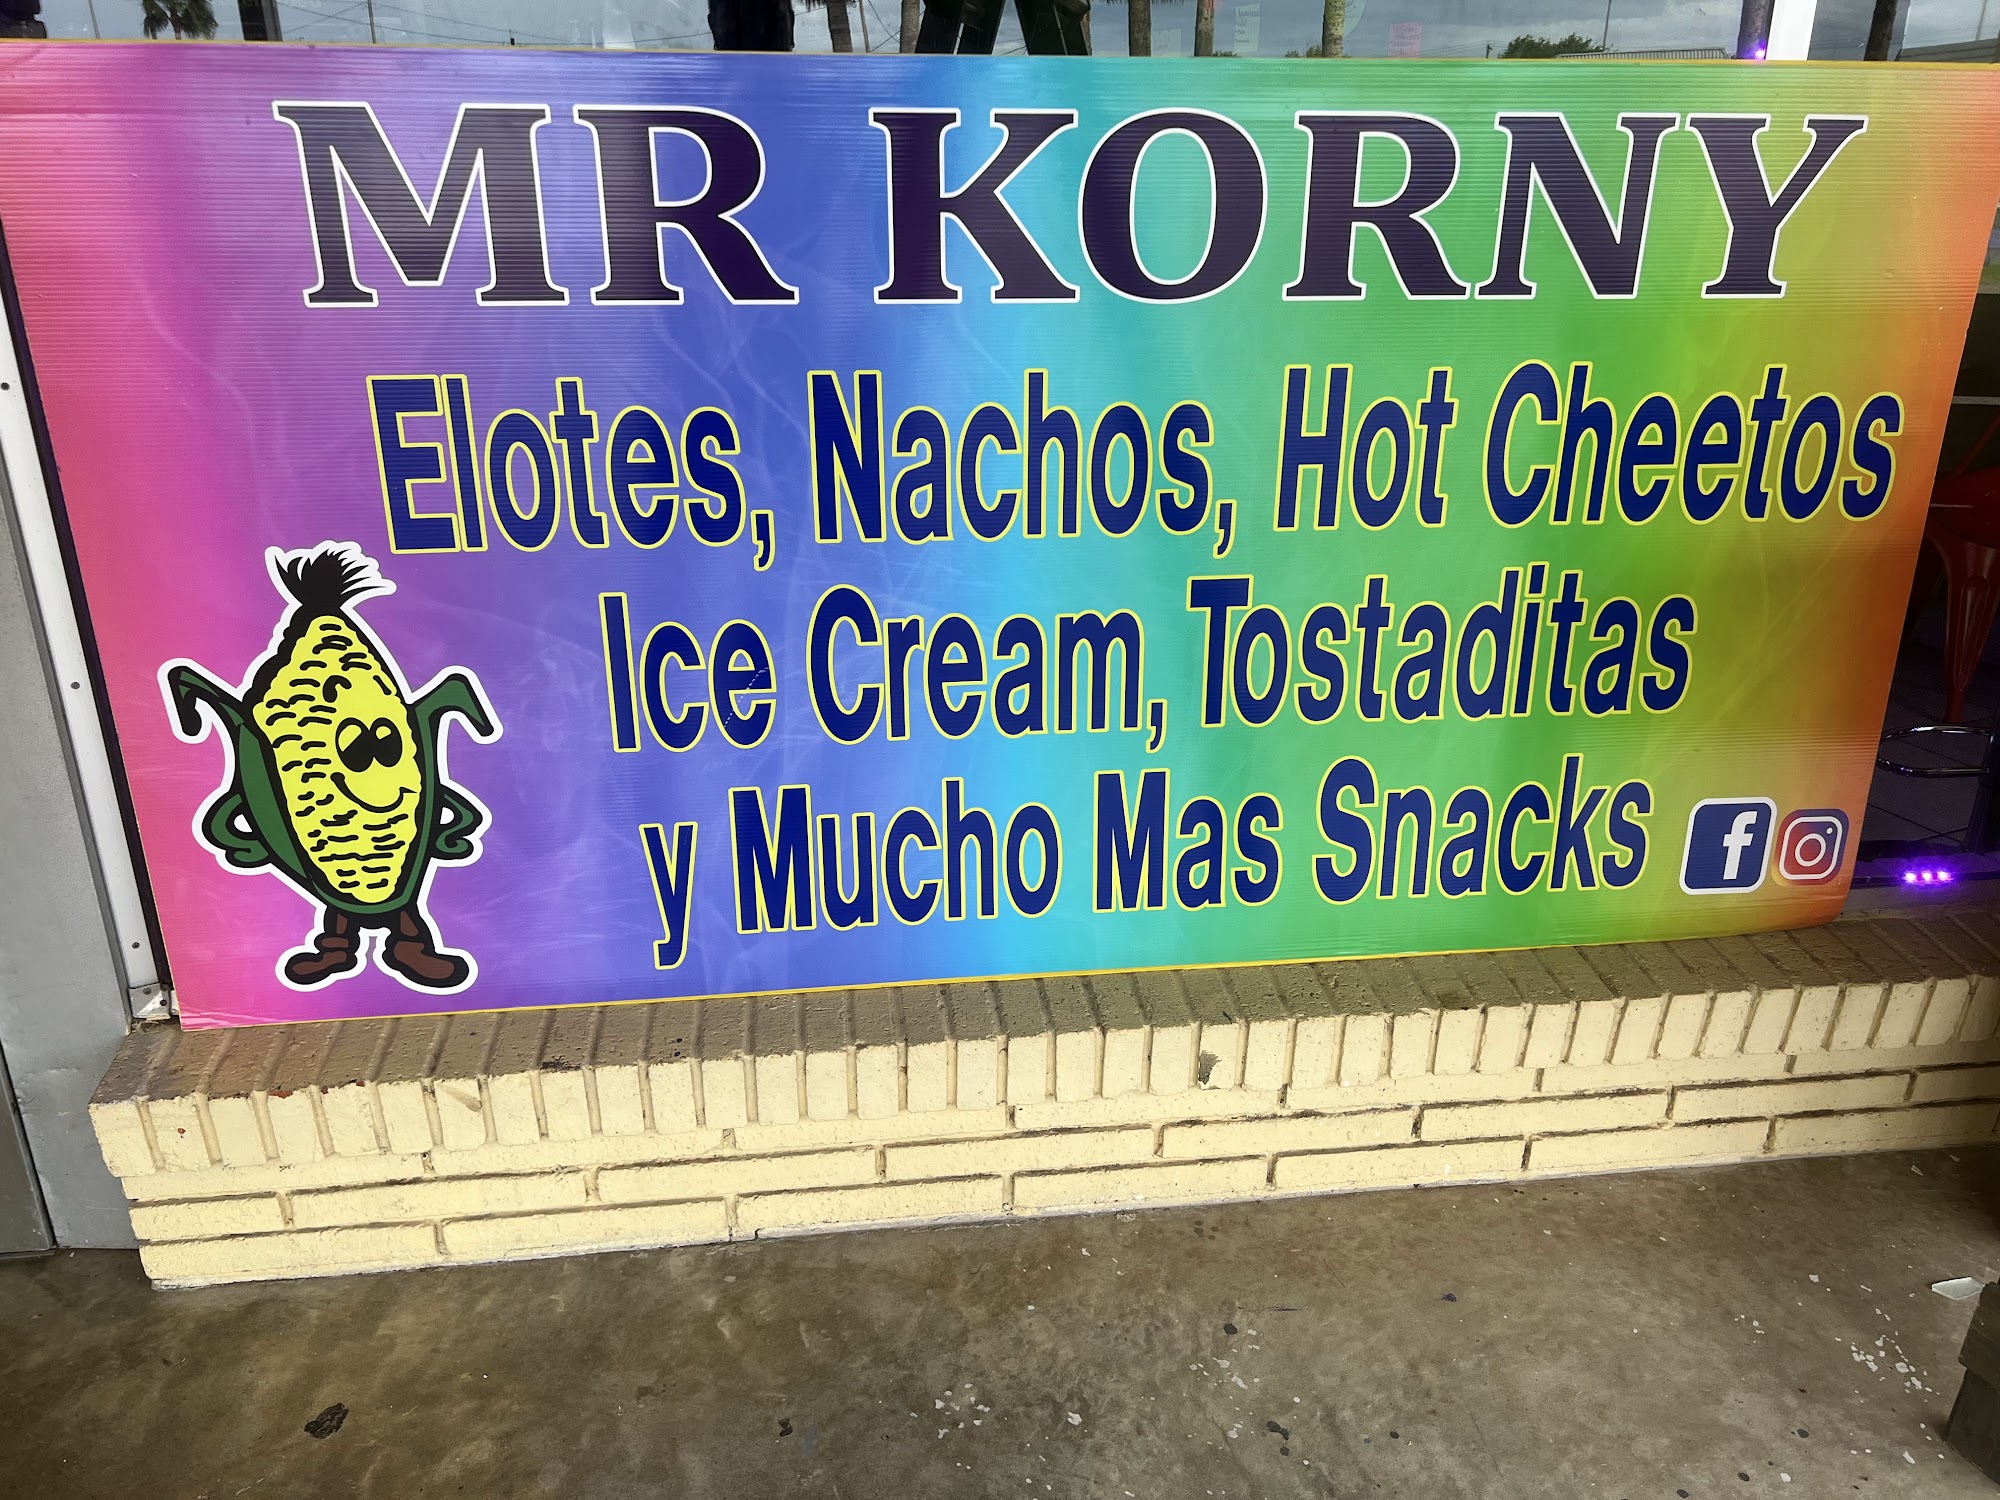 MR KORNY
Elotes, Nachos, Hot Cheetos
Ice Cream, Tostaditas
y Mucho Mas Snacks